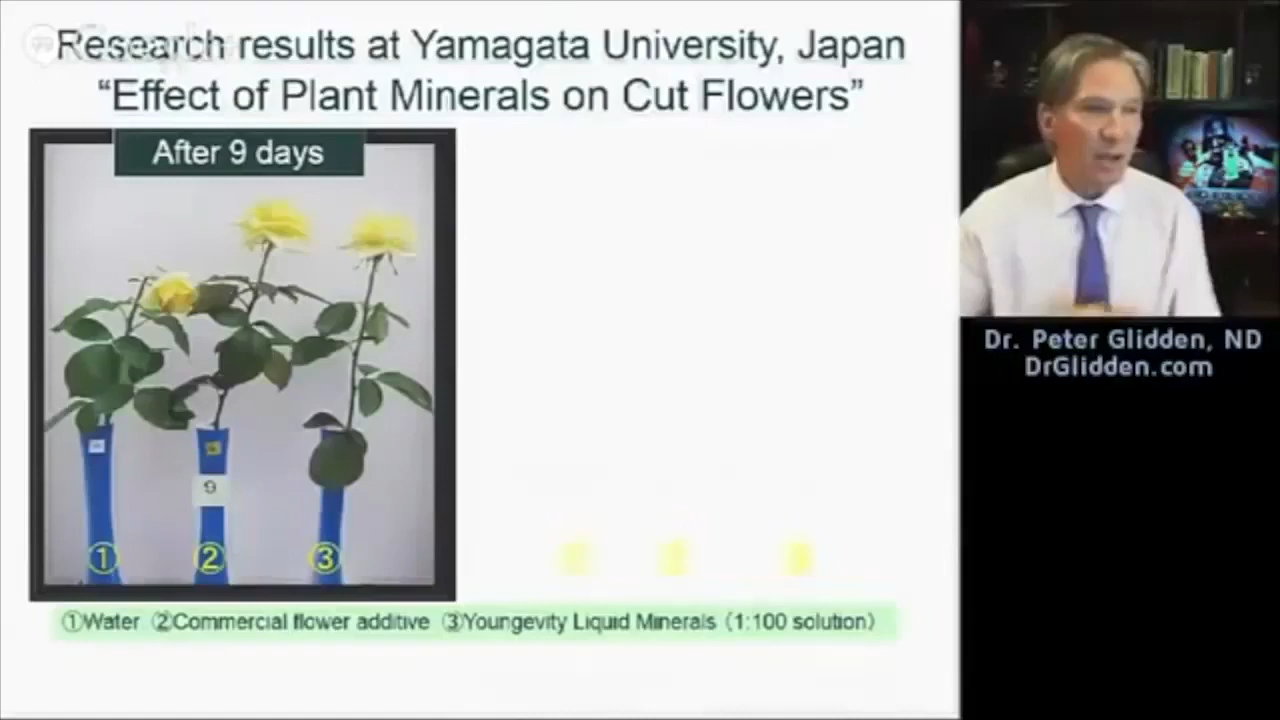 Research results at Yamagata University, Japan
“Effect of Plant Minerals on Cut Flowers”
After 9 days
9
① ② ③
①Water ②Commercial flower additive ③Youngevity Liquid Minerals (1:100 solution)
Dr. Peter Glidden, ND
DrGlidden.com